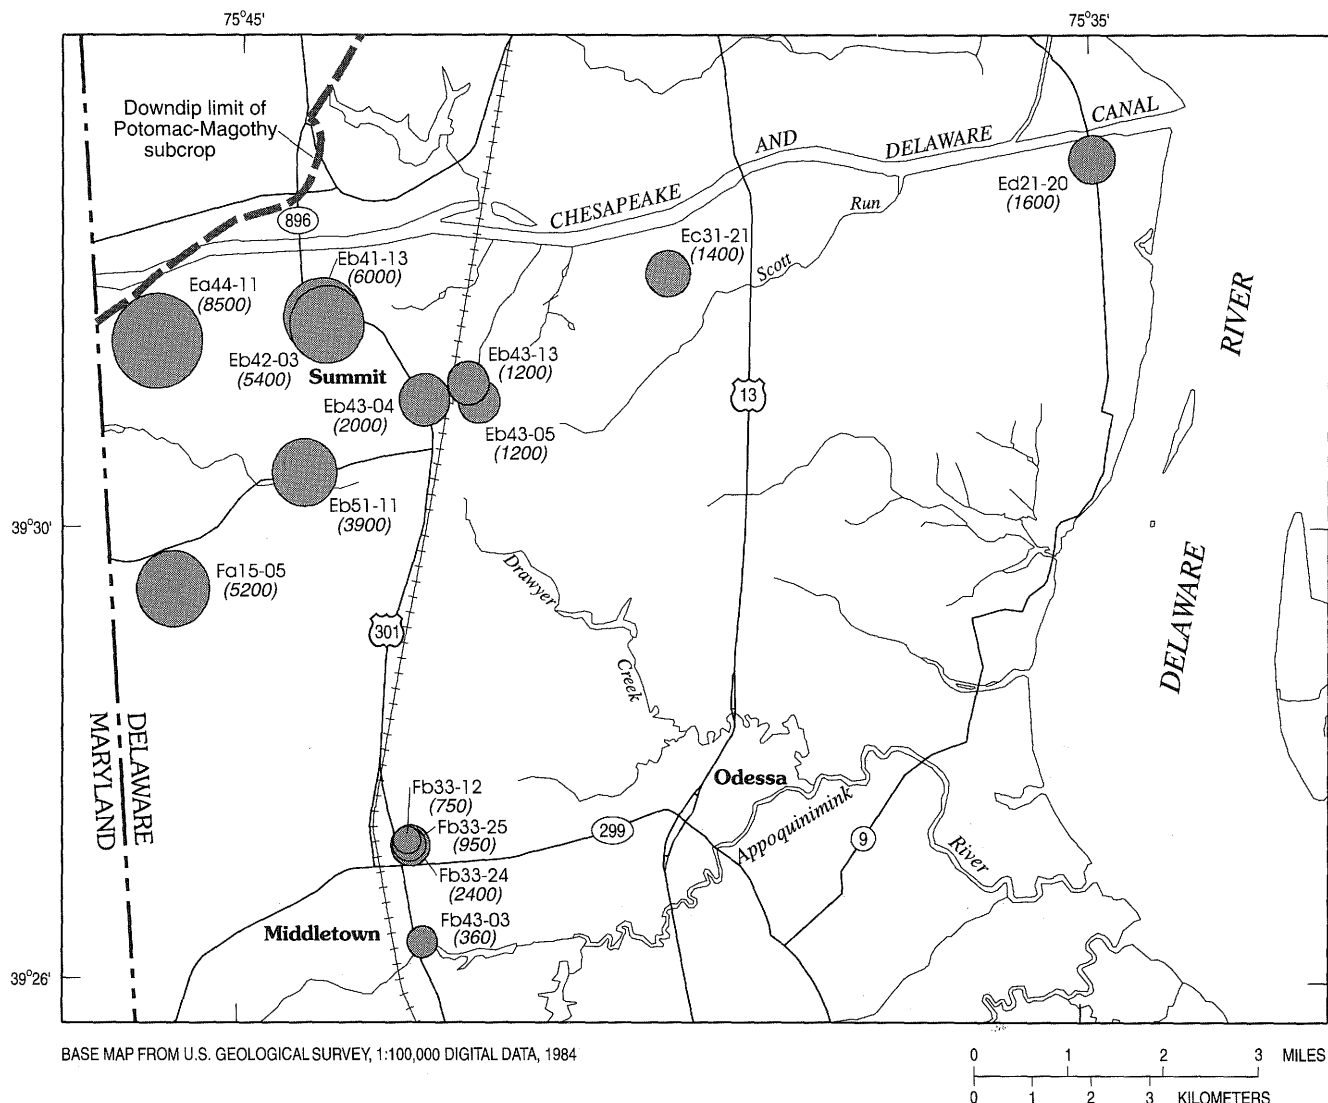 75°45'
75°35'
Downdip limit of
Potomac-Magothy
subcrop
CHESAPEAKE AND DELAWARE CANAL
896
Ed21-20
(1600)
Run
Scott
Ec31-21
(1400)
Eb41-13
(6000)
Ea44-11
(8500)
Eb42-03
(5400)
Summit
Eb43-13
(1200)
Eb43-04
(2000)
Eb43-05
(1200)
13
RIVER
DELAWARE
Eb51-11
(3900)
39°30'
Fa15-05
(5200)
Drawyer
Creek
301
DELAWARE
MARYLAND
Odessa
Appoquinimink
River
Fb33-12
(750)
Fb33-25
(950)
299
9
Fb33-24
(2400)
Fb43-03
(360)
Middletown
39°26'
BASE MAP FROM U.S. GEOLOGICAL SURVEY, 1:100,000 DIGITAL DATA, 1984
0 1 2 3 MILES
0 1 2 3 KILOMETERS